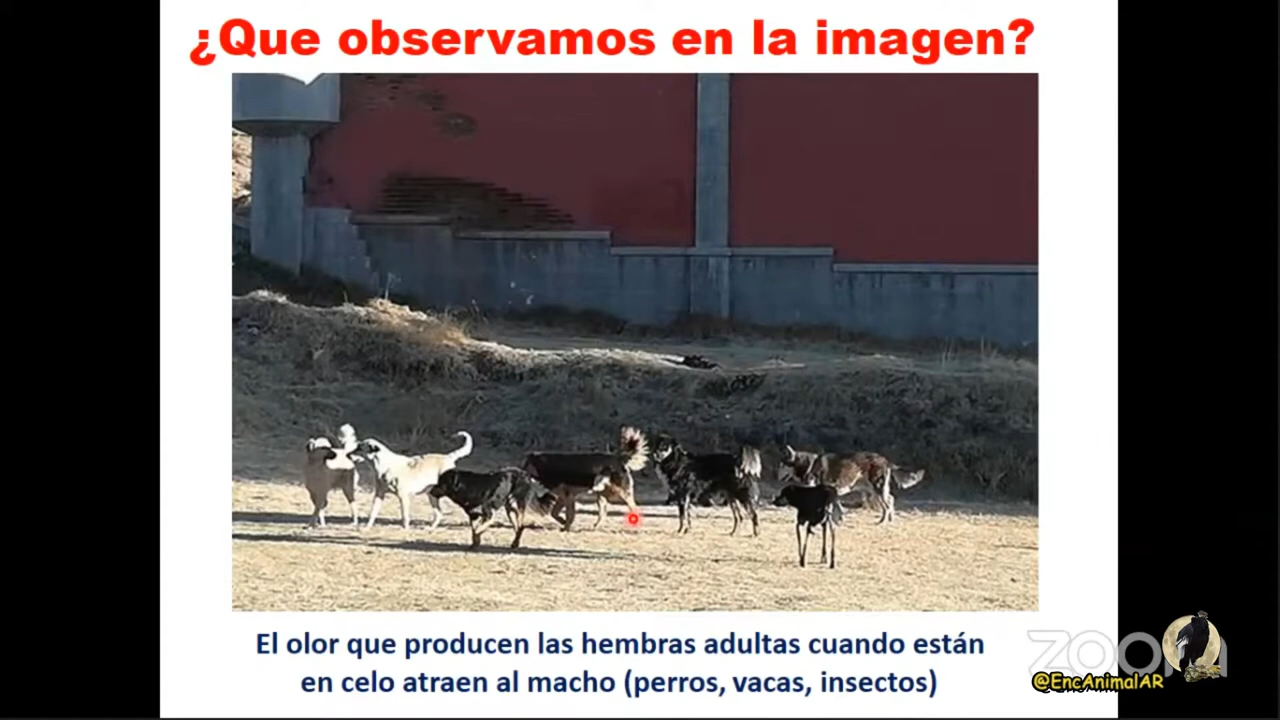 ¿Que observamos en la imagen?
El olor que producen las hembras adultas cuando están
en celo atraen al macho (perros, vacas, insectos)
zoom
@EncAnimalAR